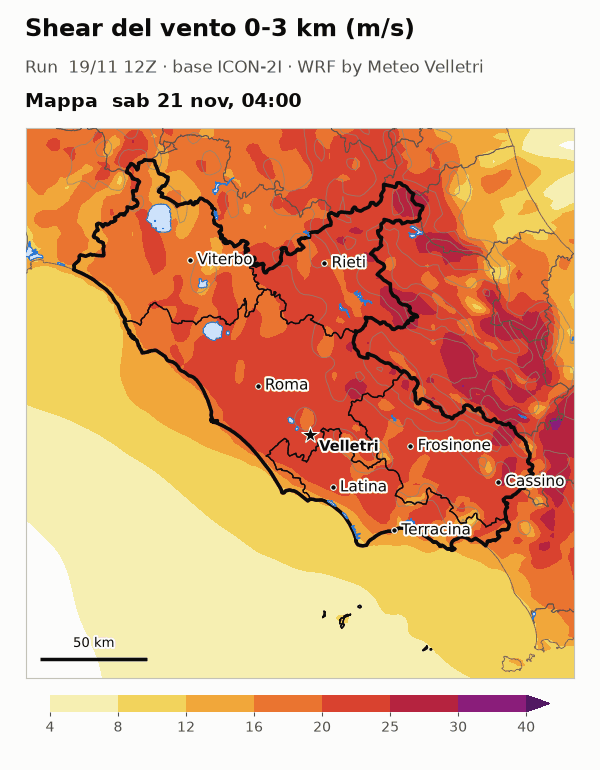 Shear del vento 0-3 km (m/s)
Run  19/11 12Z · base ICON-2I · WRF by Meteo Velletri
Mappa  sab 21 nov, 04:00
Viterbo
Rieti
Roma
Velletri
Frosinone
Cassino
Latina
Terracina
50 km
4 8 12 16 20 25 30 40